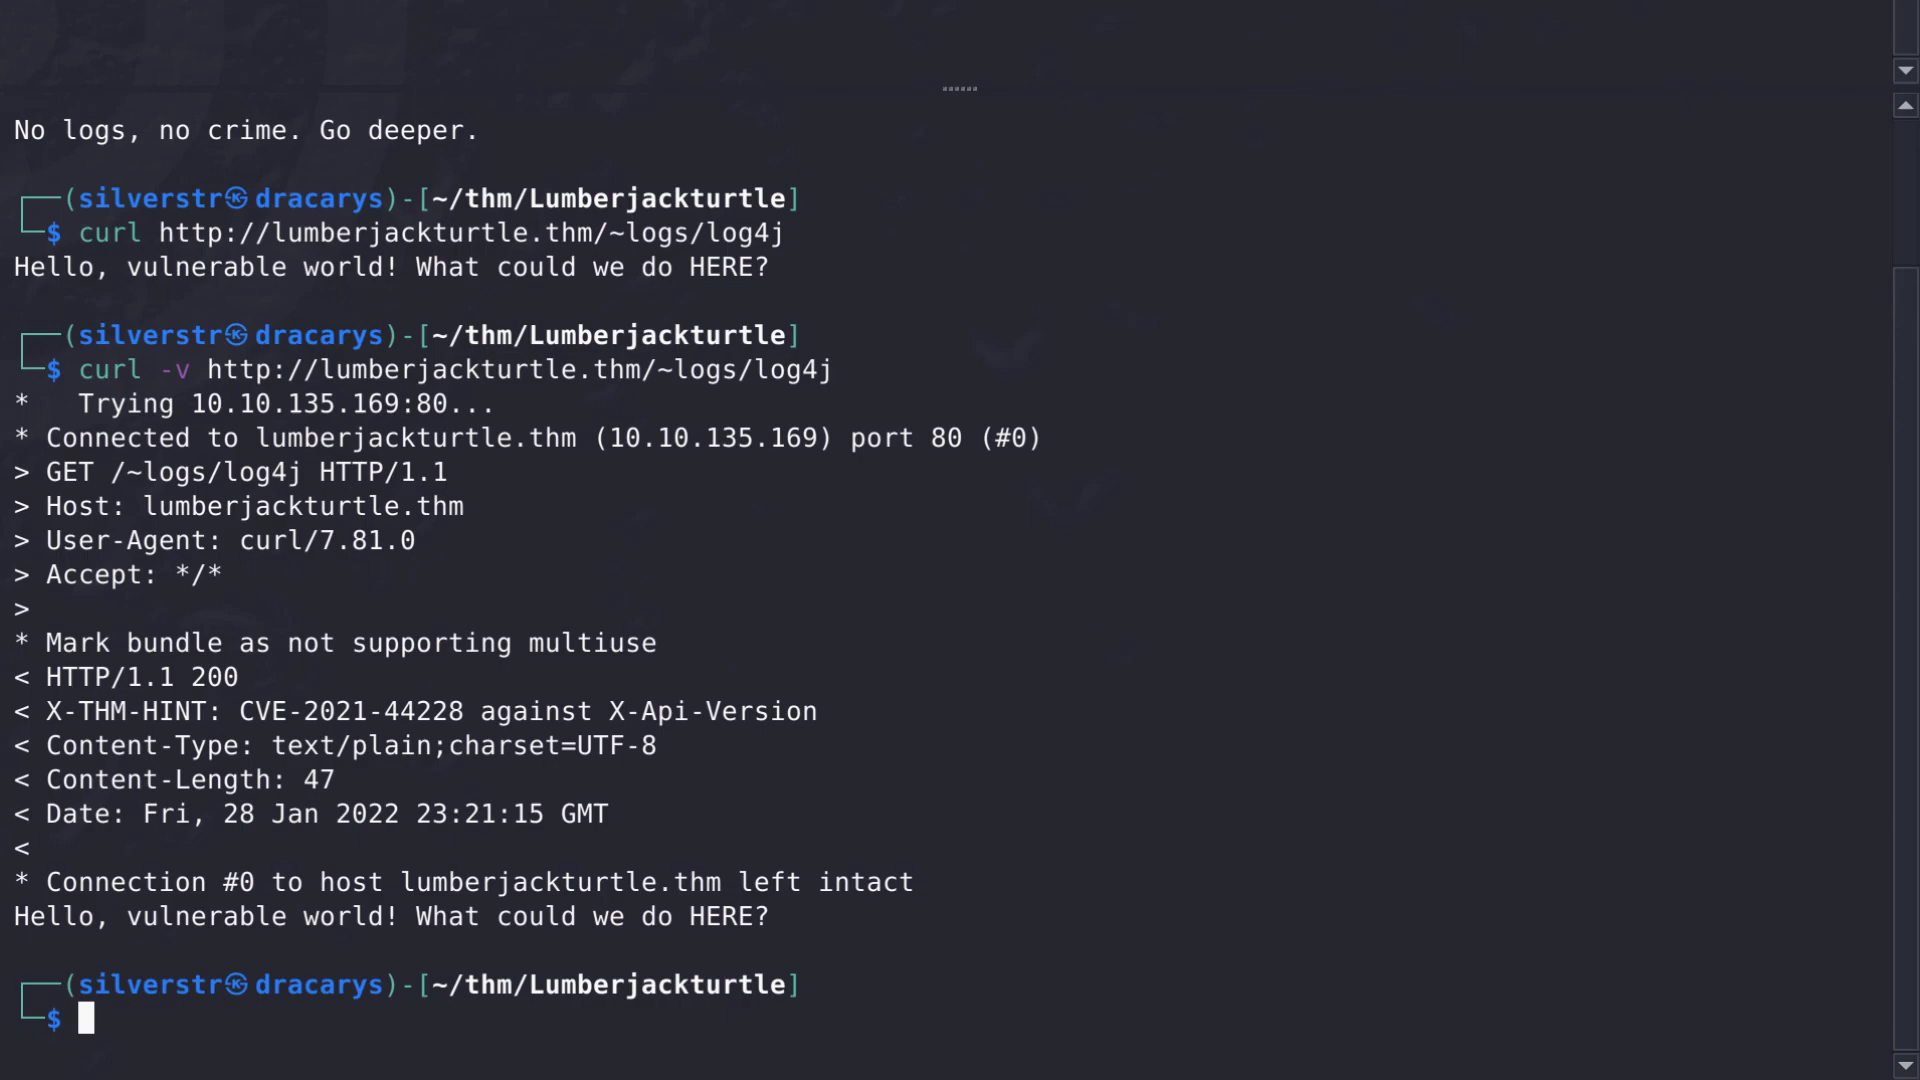 No logs, no crime. Go deeper.
┌──(silverstr㉿dracarys)-[~/thm/Lumberjackturtle]
└─$ curl http://lumberjackturtle.thm/~logs/log4j
Hello, vulnerable world! What could we do HERE?
┌──(silverstr㉿dracarys)-[~/thm/Lumberjackturtle]
└─$ curl -v http://lumberjackturtle.thm/~logs/log4j
*   Trying 10.10.135.169:80...
* Connected to lumberjackturtle.thm (10.10.135.169) port 80 (#0)
> GET /~logs/log4j HTTP/1.1
> Host: lumberjackturtle.thm
> User-Agent: curl/7.81.0
> Accept: */*
>
* Mark bundle as not supporting multiuse
< HTTP/1.1 200
< X-THM-HINT: CVE-2021-44228 against X-Api-Version
< Content-Type: text/plain;charset=UTF-8
< Content-Length: 47
< Date: Fri, 28 Jan 2022 23:21:15 GMT
<
* Connection #0 to host lumberjackturtle.thm left intact
Hello, vulnerable world! What could we do HERE?
┌──(silverstr㉿dracarys)-[~/thm/Lumberjackturtle]
└─$